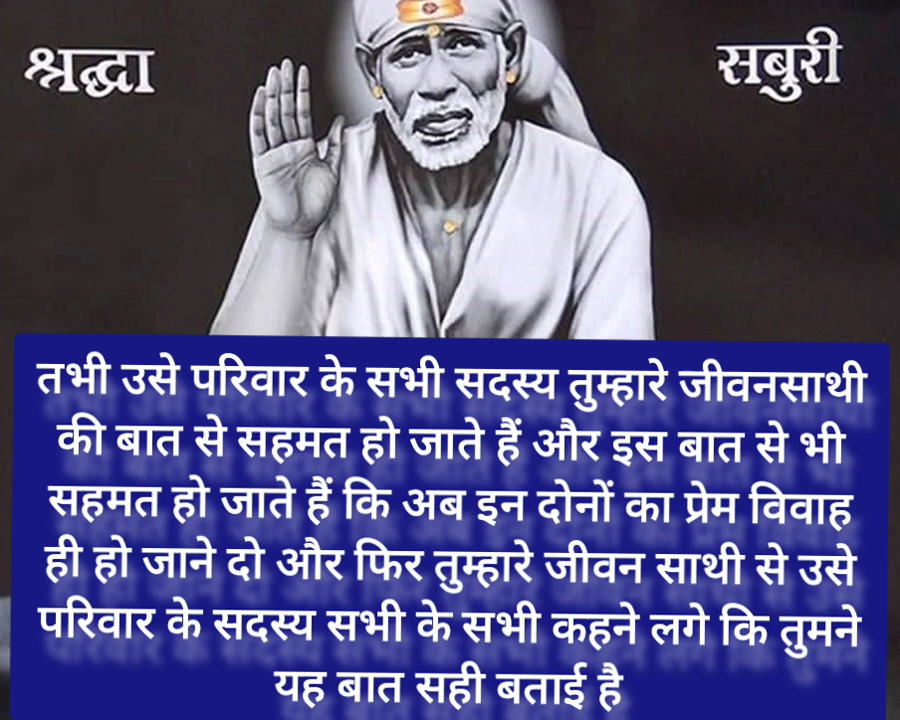 श्रद्धा
सबुरी
तभी उसे परिवार के सभी सदस्य तुम्हारे जीवनसाथी
की बात से सहमत हो जाते हैं और इस बात से भी
सहमत हो जाते हैं कि अब इन दोनों का प्रेम विवाह
ही हो जाने दो और फिर तुम्हारे जीवन साथी से उसे
परिवार के सदस्य सभी के सभी कहने लगे कि तुमने
यह बात सही बताई है